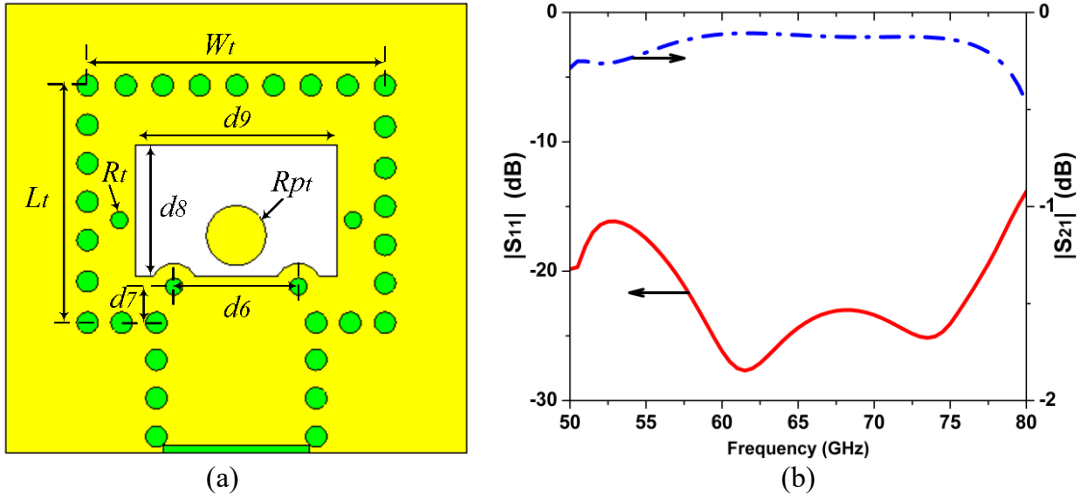 Wt
d9
Rt
Rpt
Lt
d8
d7
d6
(a)
0
-10
-20
-30
|S11| (dB)
50
55
60
65
70
75
80
Frequency (GHz)
0
-1
-2
|S21| (dB)
(b)